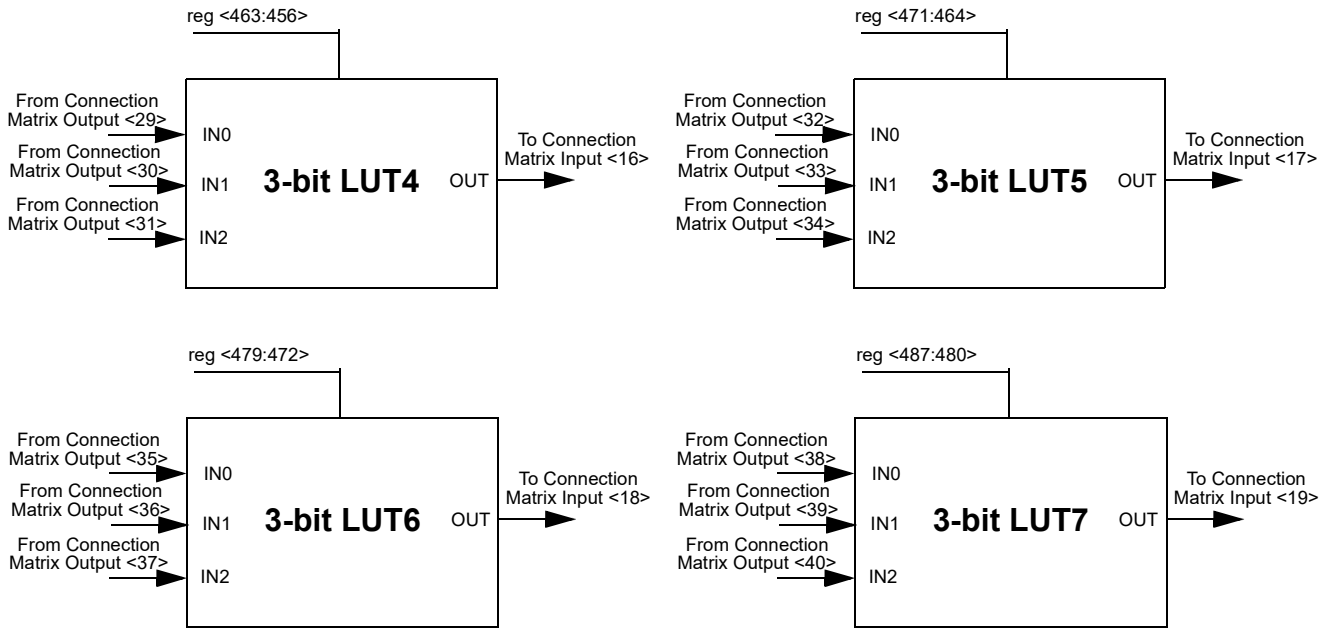 reg <463:456>
From Connection
Matrix Output <29>
IN0
From Connection
Matrix Output <30>
IN1
From Connection
Matrix Output <31>
IN2
3-bit LUT4
OUT
To Connection
Matrix Input <16>
reg <471:464>
From Connection
Matrix Output <32>
IN0
From Connection
Matrix Output <33>
IN1
From Connection
Matrix Output <34>
IN2
3-bit LUT5
OUT
To Connection
Matrix Input <17>
reg <479:472>
From Connection
Matrix Output <35>
IN0
From Connection
Matrix Output <36>
IN1
From Connection
Matrix Output <37>
IN2
3-bit LUT6
OUT
To Connection
Matrix Input <18>
reg <487:480>
From Connection
Matrix Output <38>
IN0
From Connection
Matrix Output <39>
IN1
From Connection
Matrix Output <40>
IN2
3-bit LUT7
OUT
To Connection
Matrix Input <19>